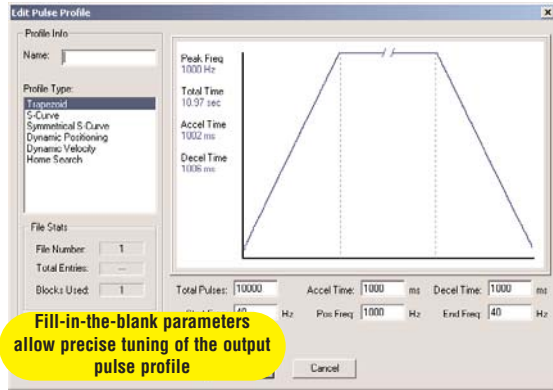 Edit Pulse Profile
Profile Info
Name:
Profile Type:
Trapezoid
S-Curve
Symmetrical S-Curve
Dynamic Positioning
Dynamic Velocity
Home Search
File Stats
File Number: 1
Total Entries: ---
Blocks Used: 1
Peak Freq
1000 Hz
Total Time
10.97 sec
Accel Time
1002 ms
Decel Time
1006 ms
Total Pulses: 10000 Accel Time: 1000 ms Decel Time: 1000 ms
40 Hz Pos Freq: 1000 Hz End Freq: 40 Hz
Cancel
Fill-in-the-blank parameters
allow precise tuning of the output
pulse profile